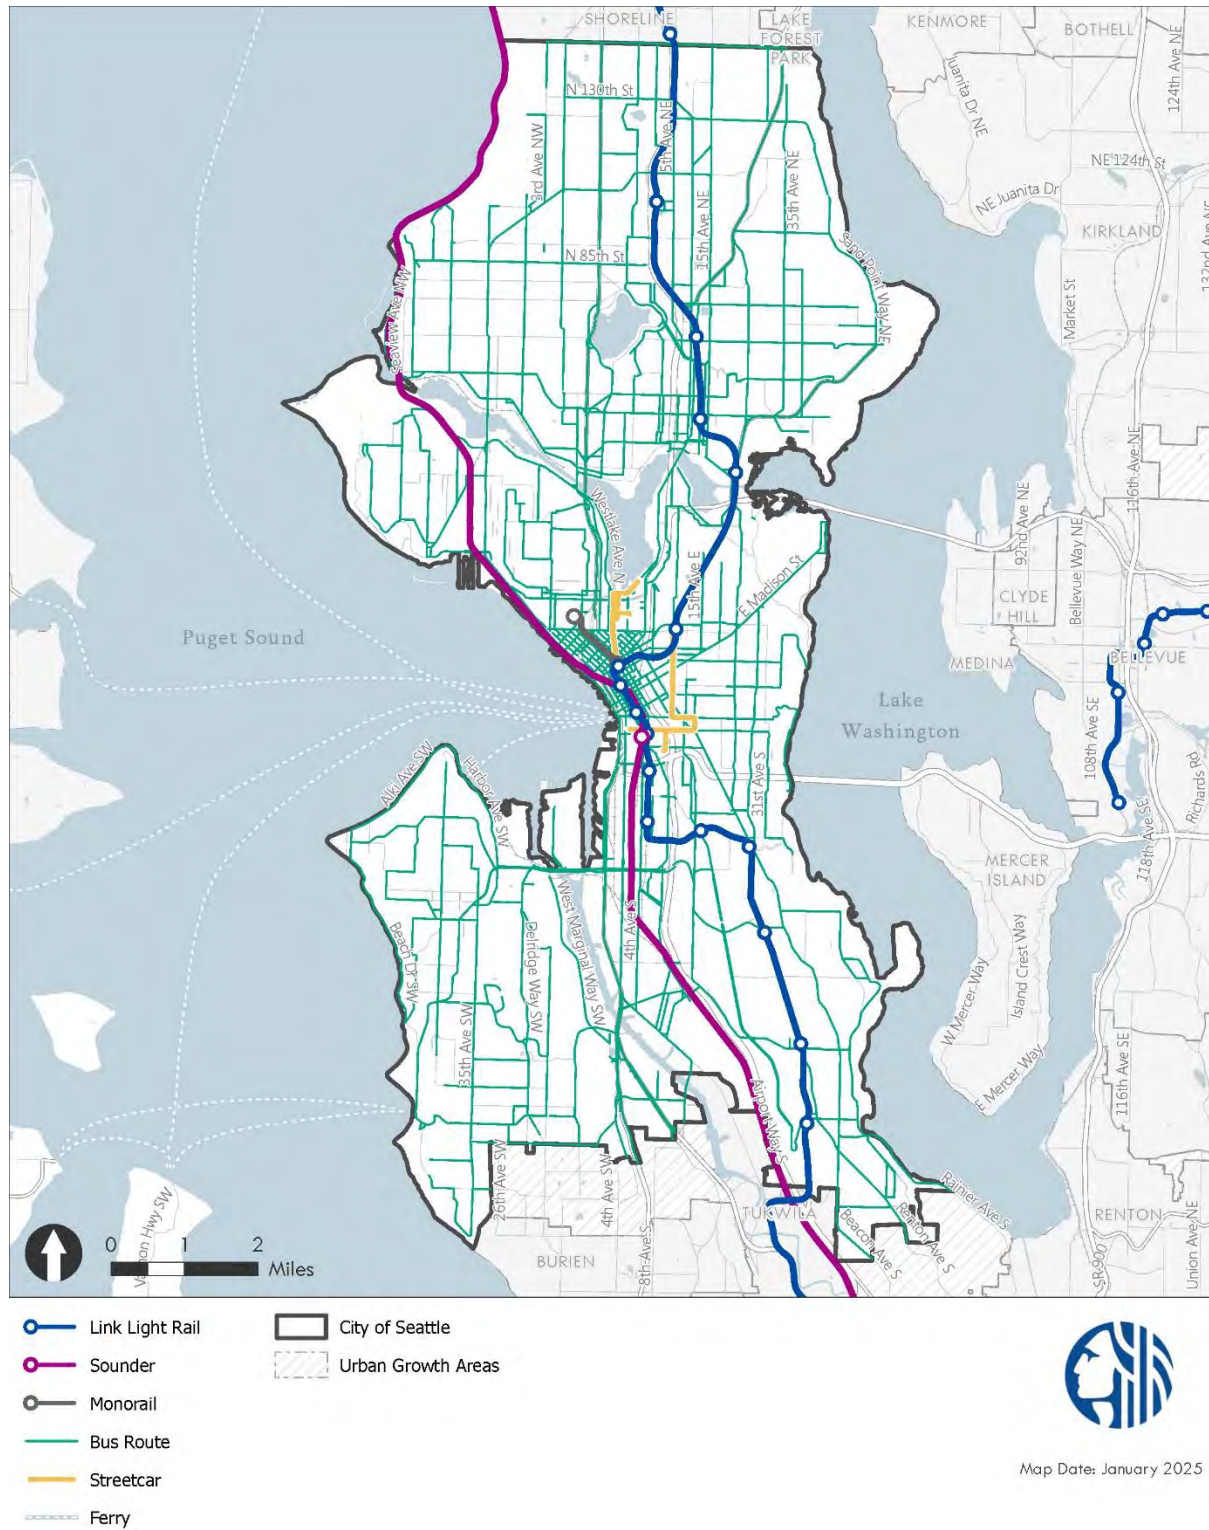 SHORELINE
LAKE
FOREST
PARK
KENMORE
BOTHELL
124th Ave NE
Juanita Dr NE
N 130th St
5th Ave NE
3rd Ave NW
15th Ave NE
35th Ave NE
NE 124th St
NE Juanita Dr
KIRKLAND
132nd Ave NE
N 85th St
Sand Point Way NE
Seaview Ave NW
Market St
116th Ave NE
Westlake Ave N
92nd Ave NE
Bellevue Way NE
15th Ave E
E Madison St
CLYDE
HILL
Puget Sound
MEDINA
BELLEVUE
Lake
Washington
108th Ave SE
Alki Ave SW
Harbor Ave SW
31st Ave S
Richards Rd
118th Ave SE
MERCER
ISLAND
West Marginal Way SW
4th Ave S
Beach Dr SW
Delridge Way SW
Island Crest Way
W Mercer Way
35th Ave SW
E Mercer Way
116th Ave SE
Airport Way S
26th Ave SW
4th Ave SW
Rainier Ave S
TUKWILA
Renton Ave S
RENTON
Beacon Ave S
8th Ave S
Union Ave NE
SR-900
BURIEN
0 1 2
Miles
Link Light Rail
Sounder
Monorail
Bus Route
Streetcar
Ferry
City of Seattle
Urban Growth Areas
Map Date: January 2025